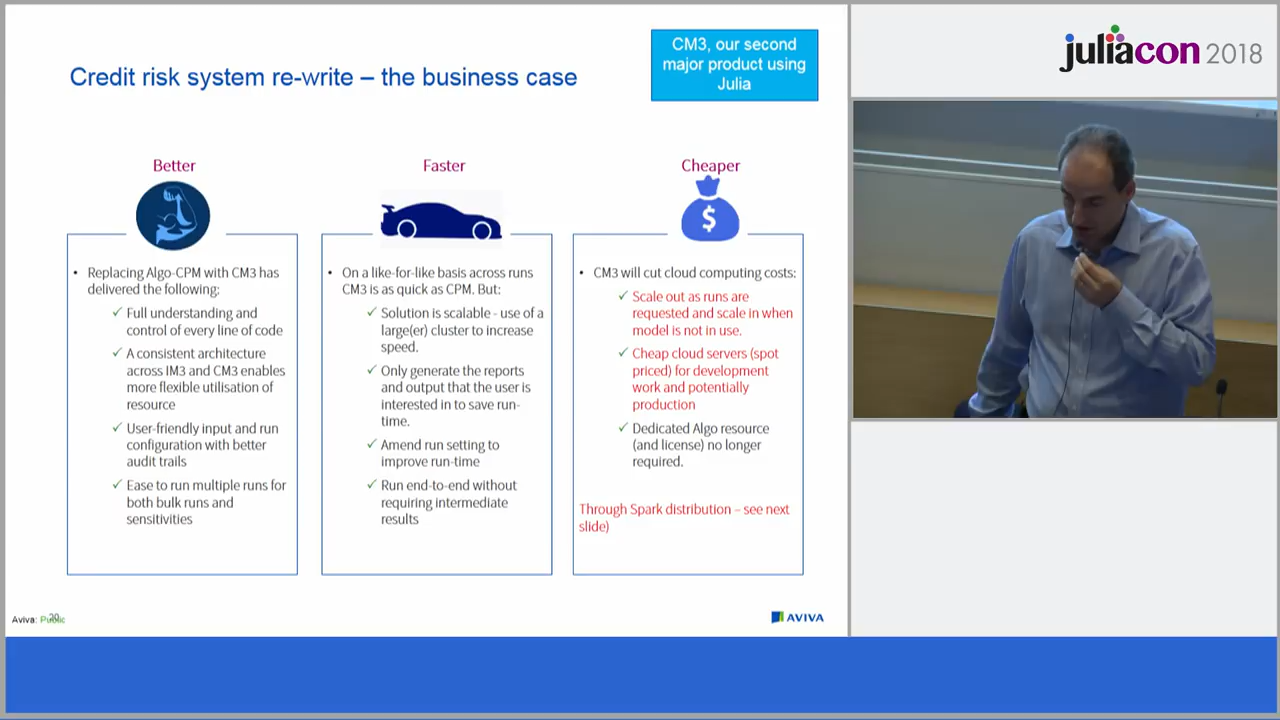 Credit risk system re-write – the business case
CM3, our second
major product using
Julia
juliacon 2018
Better
Replacing Algo-CPM with CM3 has
delivered the following:
Full understanding and
control of every line of code
A consistent architecture
across IM3 and CM3 enables
more flexible utilisation of
resource
User-friendly input and run
configuration with better
audit trails
Ease to run multiple runs for
both bulk runs and
sensitivities
Faster
On a like-for-like basis across runs
CM3 is as quick as CPM. But:
Solution is scalable - use of a
large(er) cluster to increase
speed.
Only generate the reports
and output that the user is
interested in to save run-
time.
Amend run setting to
improve run-time
Run end-to-end without
requiring intermediate
results
Cheaper
$
CM3 will cut cloud computing costs:
Scale out as runs are
requested and scale in when
model is not in use.
Cheap cloud servers (spot
priced) for development
work and potentially
production
Dedicated Algo resource
(and license) no longer
required.
Through Spark distribution – see next
slide)
Aviva: Public
20
AVIVA